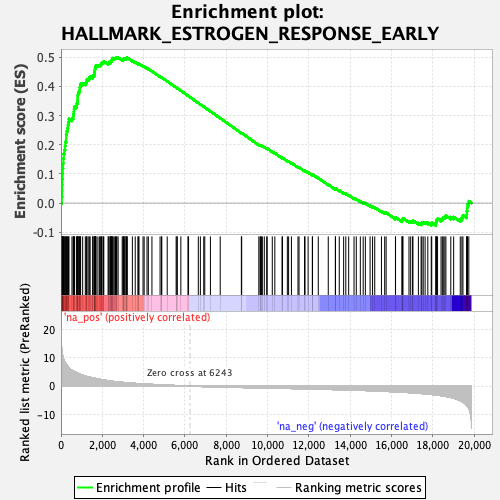 Enrichment plot:
HALLMARK_ESTROGEN_RESPONSE_EARLY
Enrichment score (ES)
0.5
0.4
0.3
0.2
0.1
0.0
-0.1
'na_pos' (positively correlated)
Ranked list metric (PreRanked)
20
10
0
-10
Zero cross at 6243
'na_neg' (negatively correlated)
0
2,000
4,000
6,000
8,000
10,000
12,000
14,000
16,000
18,000
20,000
Rank in Ordered Dataset
Enrichment profile
Hits
Ranking metric scores